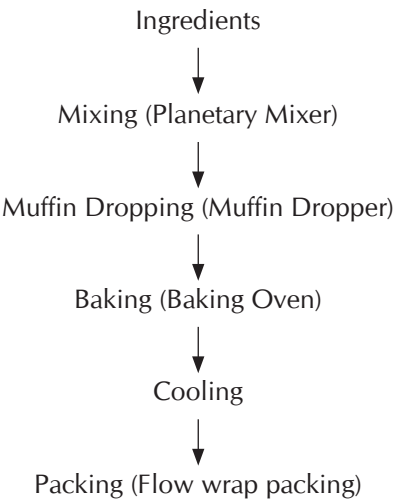 Ingredients
Mixing (Planetary Mixer)
Muffin Dropping (Muffin Dropper)
Baking (Baking Oven)
Cooling
Packing (Flow wrap packing)